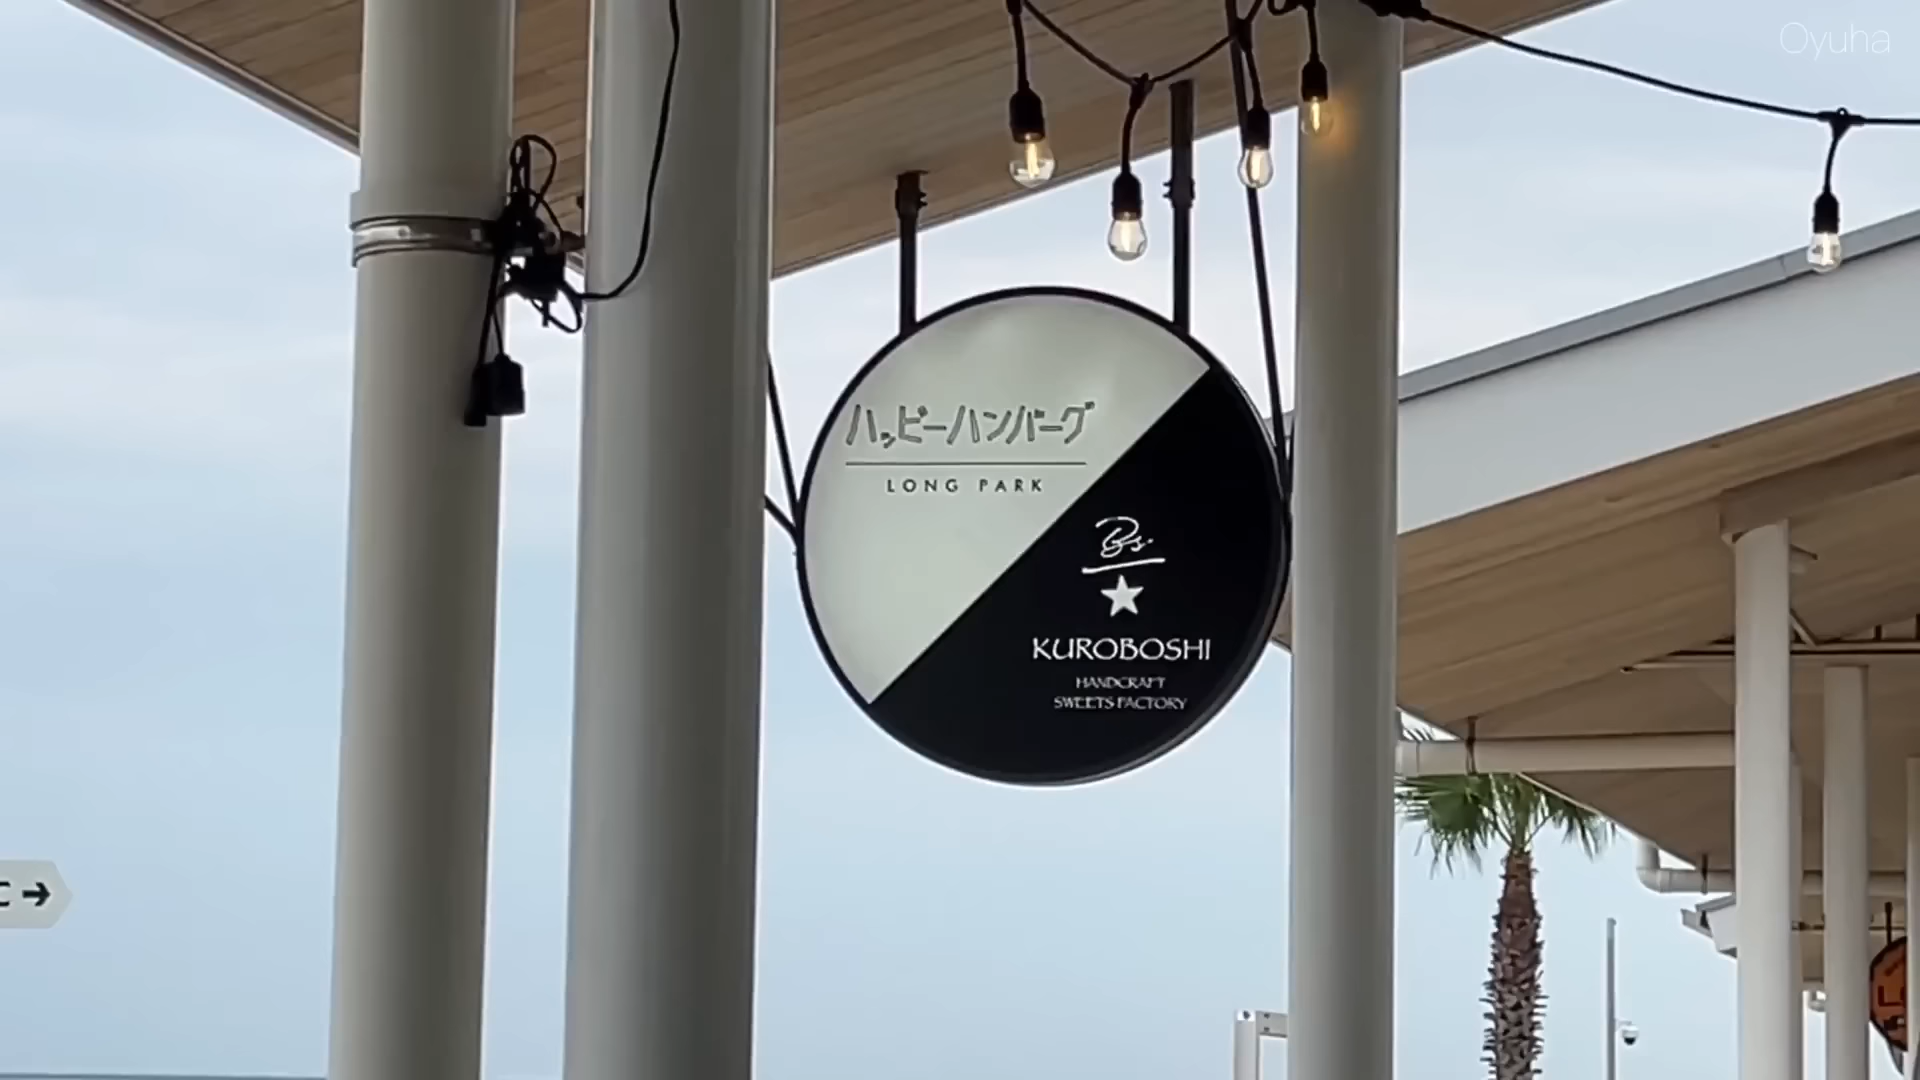 Oyuha
ハッピーハンバーグ
LONG PARK
Bs.
KUROBOSHI
HANDCRAFT
SWEETS FACTORY
C→